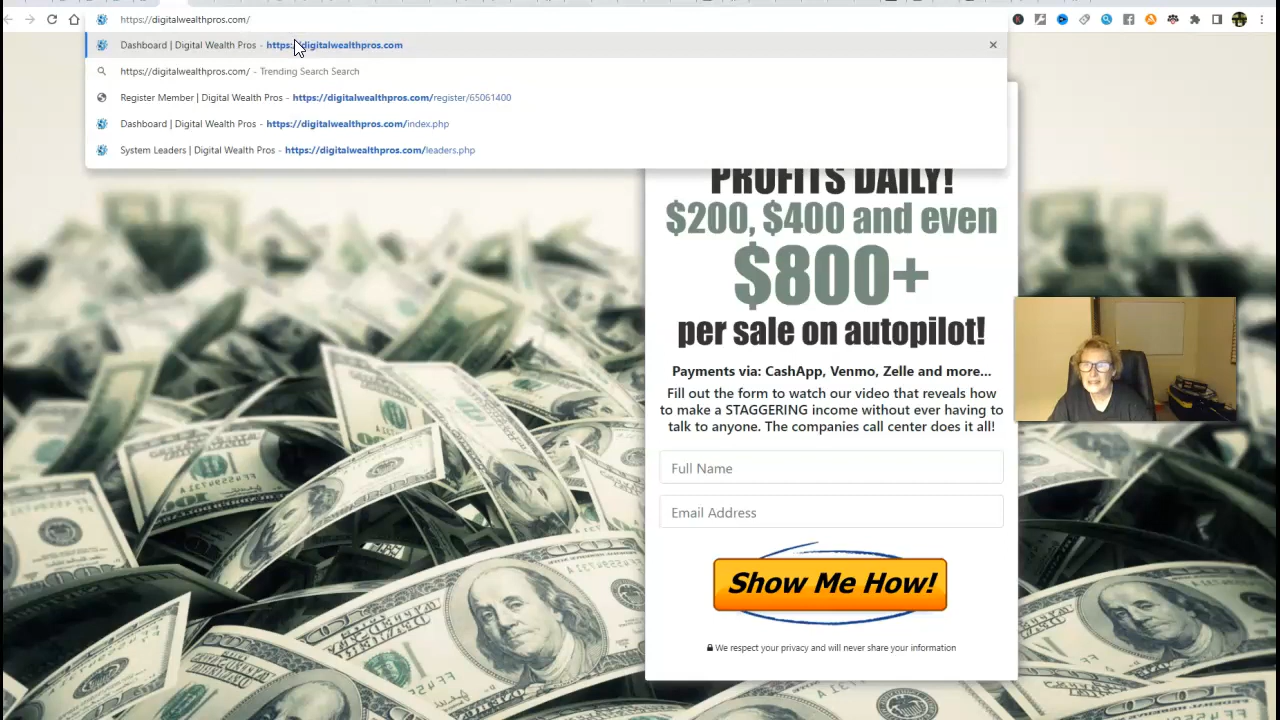 https://digitalwealthpros.com/
Dashboard | Digital Wealth Pros - https://digitalwealthpros.com
https://digitalwealthpros.com/ - Trending Search Search
Register Member | Digital Wealth Pros - https://digitalwealthpros.com/register/65061400
Dashboard | Digital Wealth Pros - https://digitalwealthpros.com/index.php
System Leaders | Digital Wealth Pros - https://digitalwealthpros.com/leaders.php
PROFITS DAILY!
$200, $400 and even
$800+
per sale on autopilot!
Payments via: CashApp, Venmo, Zelle and more...
Fill out the form to watch our video that reveals how
to make a STAGGERING income without ever having to
talk to anyone. The companies call center does it all!
Full Name
Email Address
Show Me How!
We respect your privacy and will never share your information